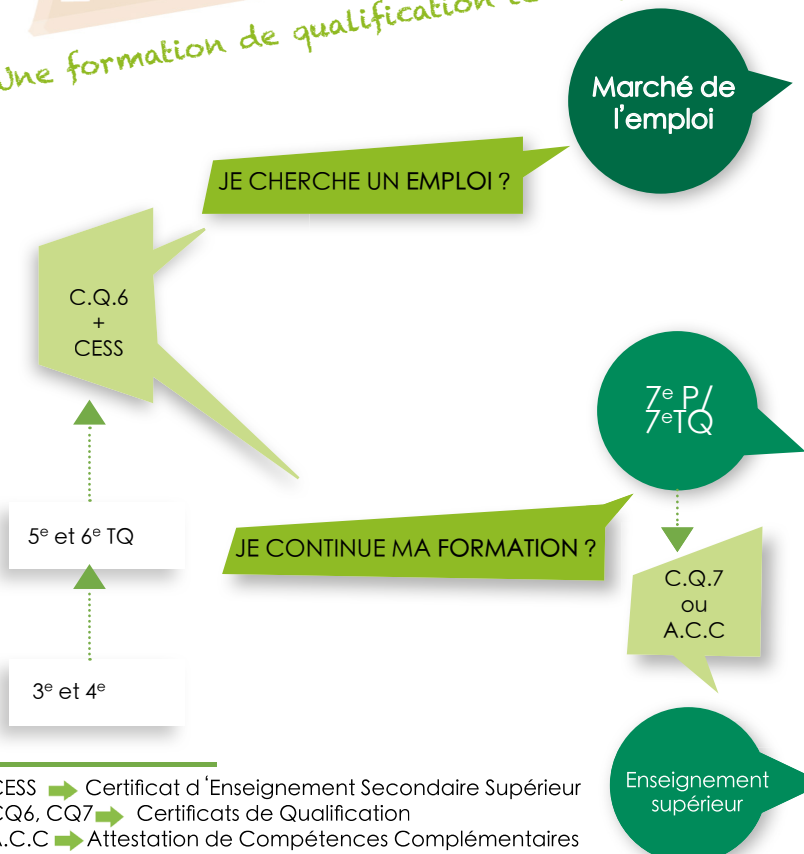 Une formation de qualification
Marché de
l'emploi
JE CHERCHE UN EMPLOI ?
C.Q.6
+
CESS
7e P/
7eTQ
5e et 6e TQ
JE CONTINUE MA FORMATION ?
C.Q.7
ou
A.C.C
3e et 4e
CESS ➡ Certificat d'Enseignement Secondaire Supérieur
CQ6, CQ7 ➡ Certificats de Qualification
A.C.C ➡ Attestation de Compétences Complémentaires
Enseignement
supérieur